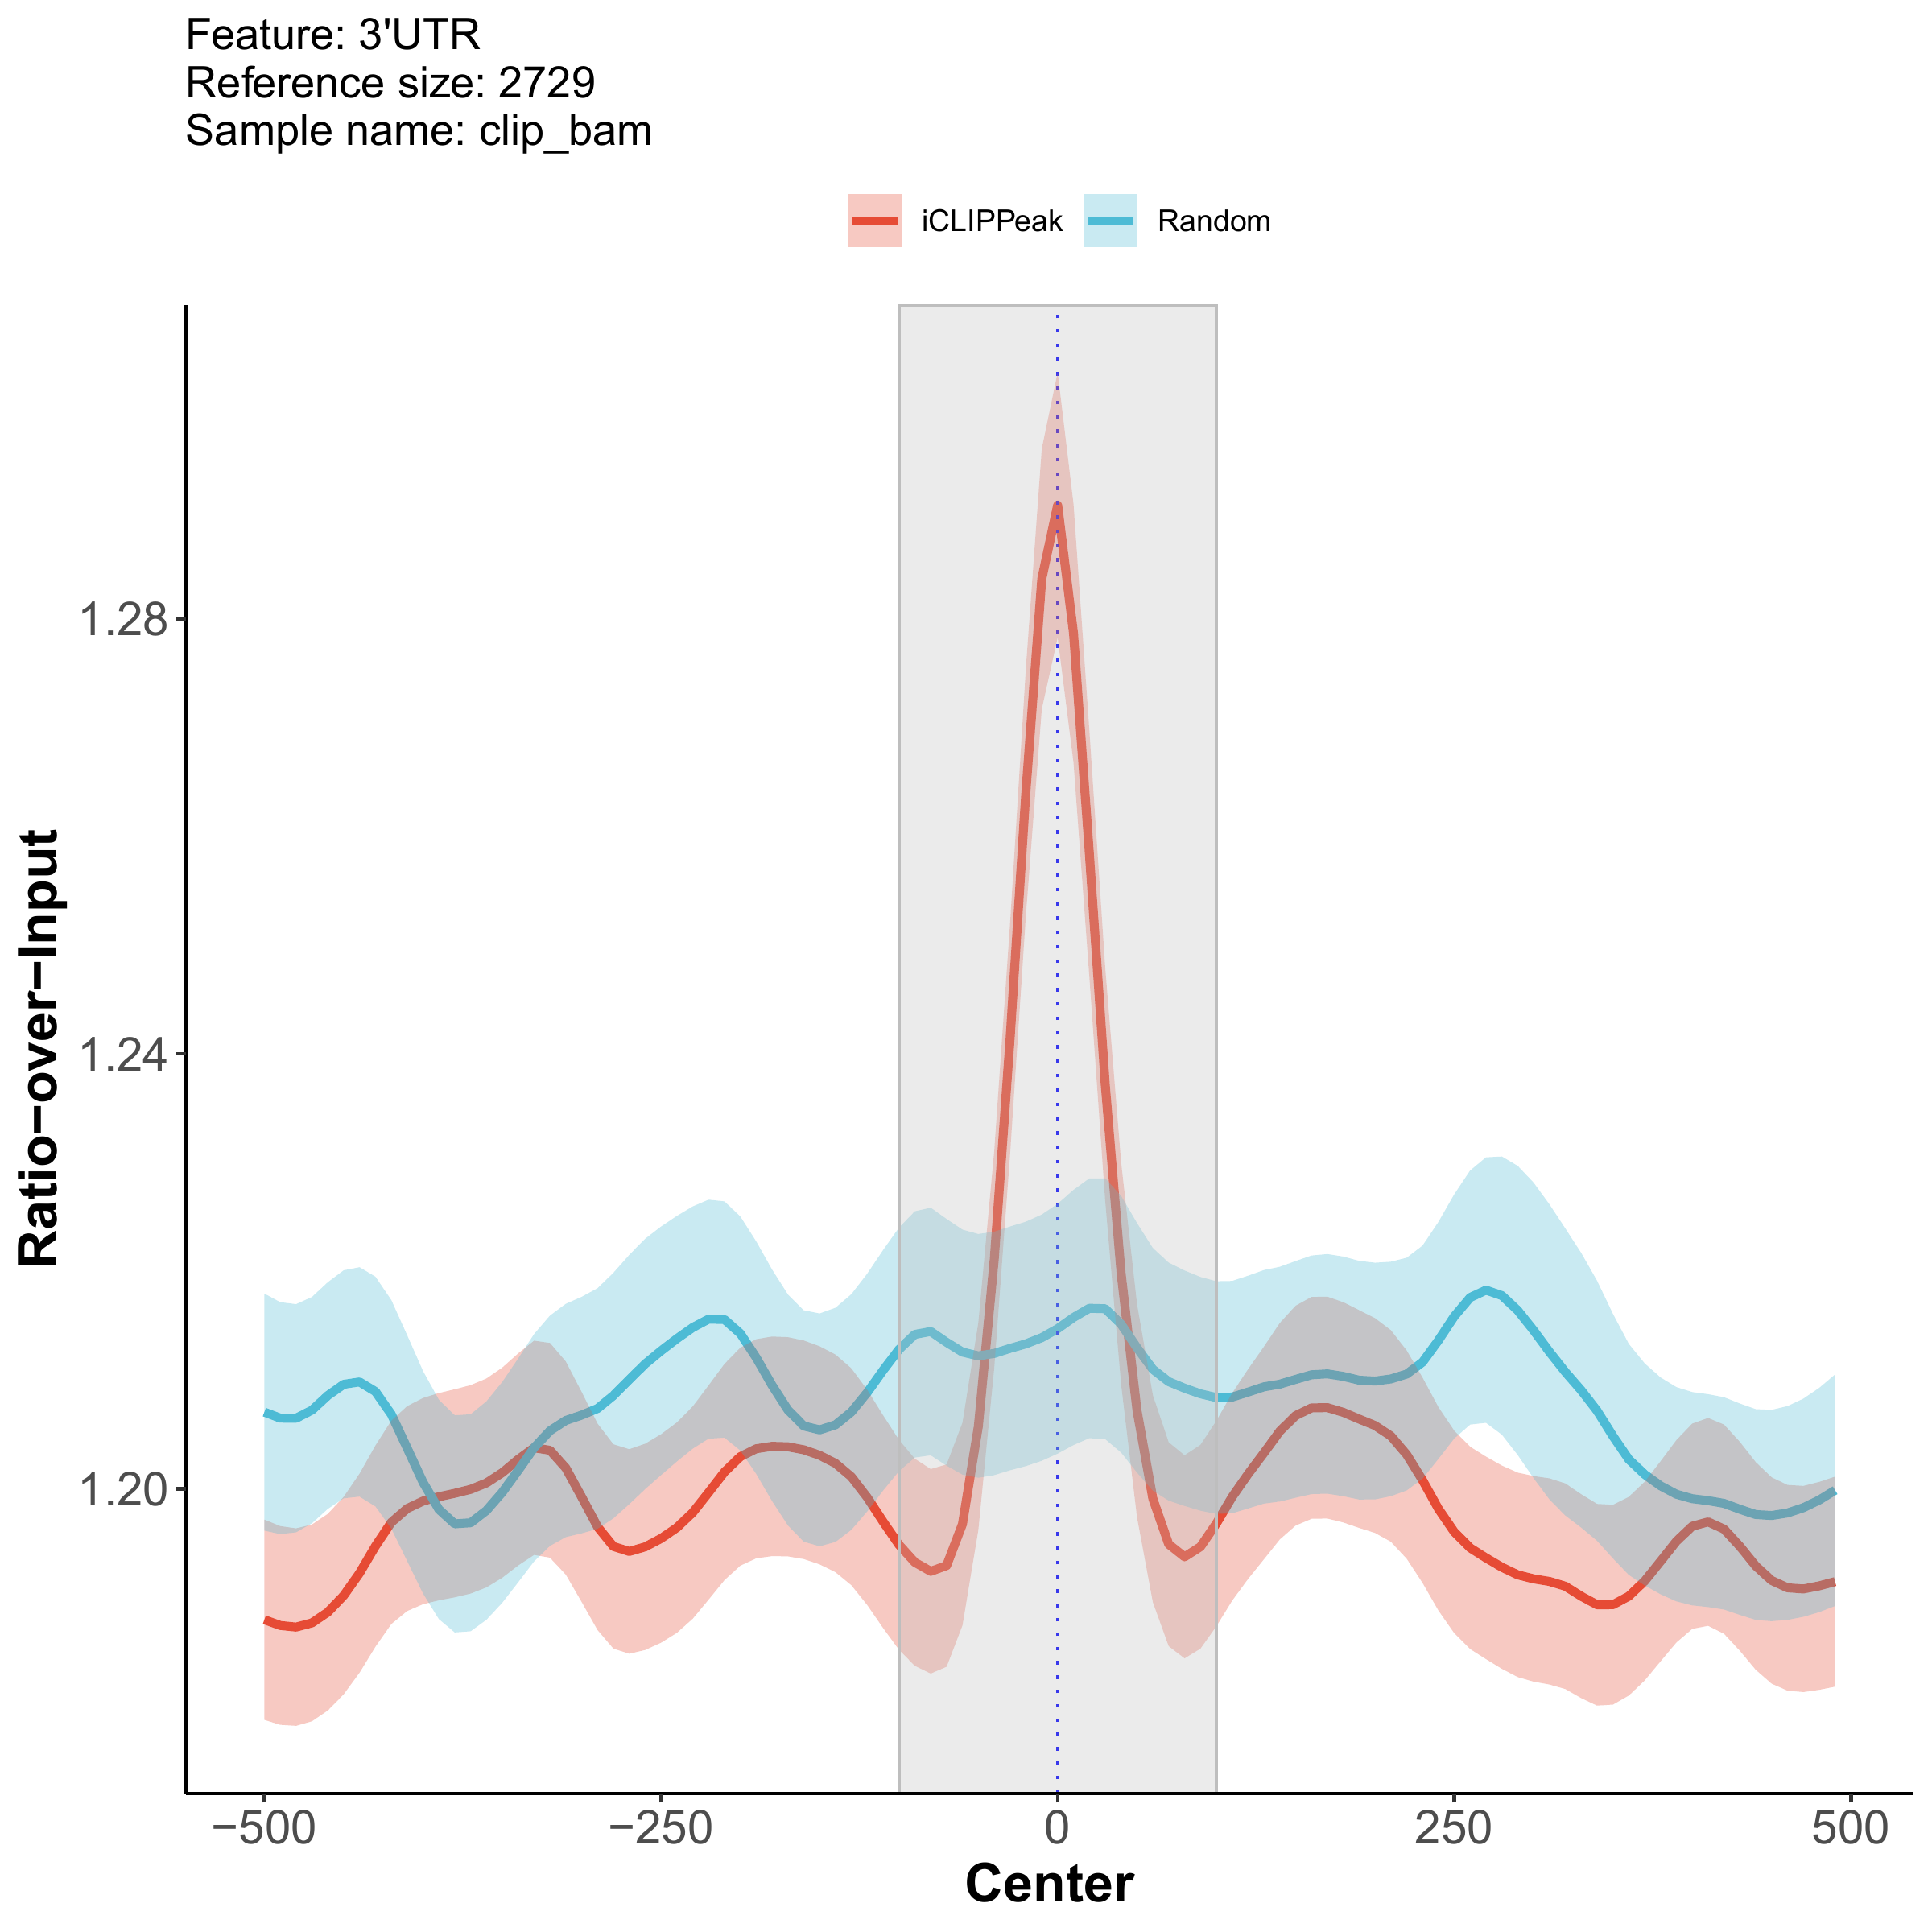 Feature: 3'UTR
Reference size: 2729
Sample name: clip_bam
iCLIPPeak Random
Ratio−over−Input
1.28
1.24
1.20
−500 −250 0 250 500
Center